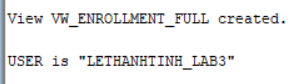 View VW_ENROLLMENT_FULL created.
USER is "LETHANHTINH_LAB3"